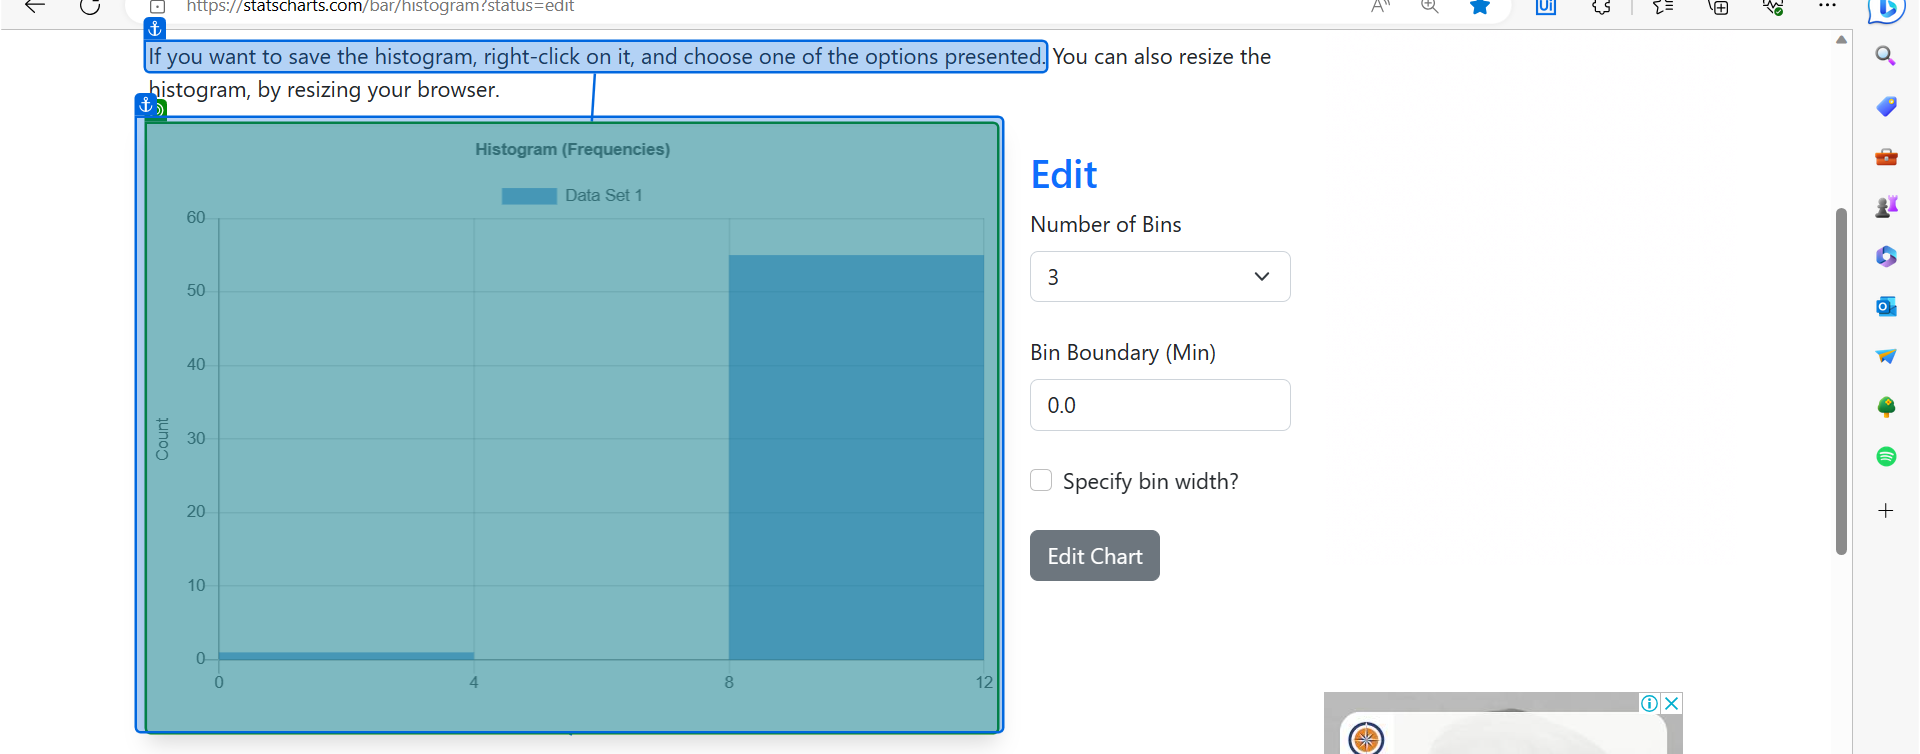 https://statscharts.com/bar/histogram?status=edit
If you want to save the histogram, right-click on it, and choose one of the options presented. You can also resize the
histogram, by resizing your browser.
Histogram (Frequencies)
Data Set 1
60
50
40
30
20
10
0
Count
0 4 8 12
Edit
Number of Bins
3
Bin Boundary (Min)
0.0
Specify bin width?
Edit Chart